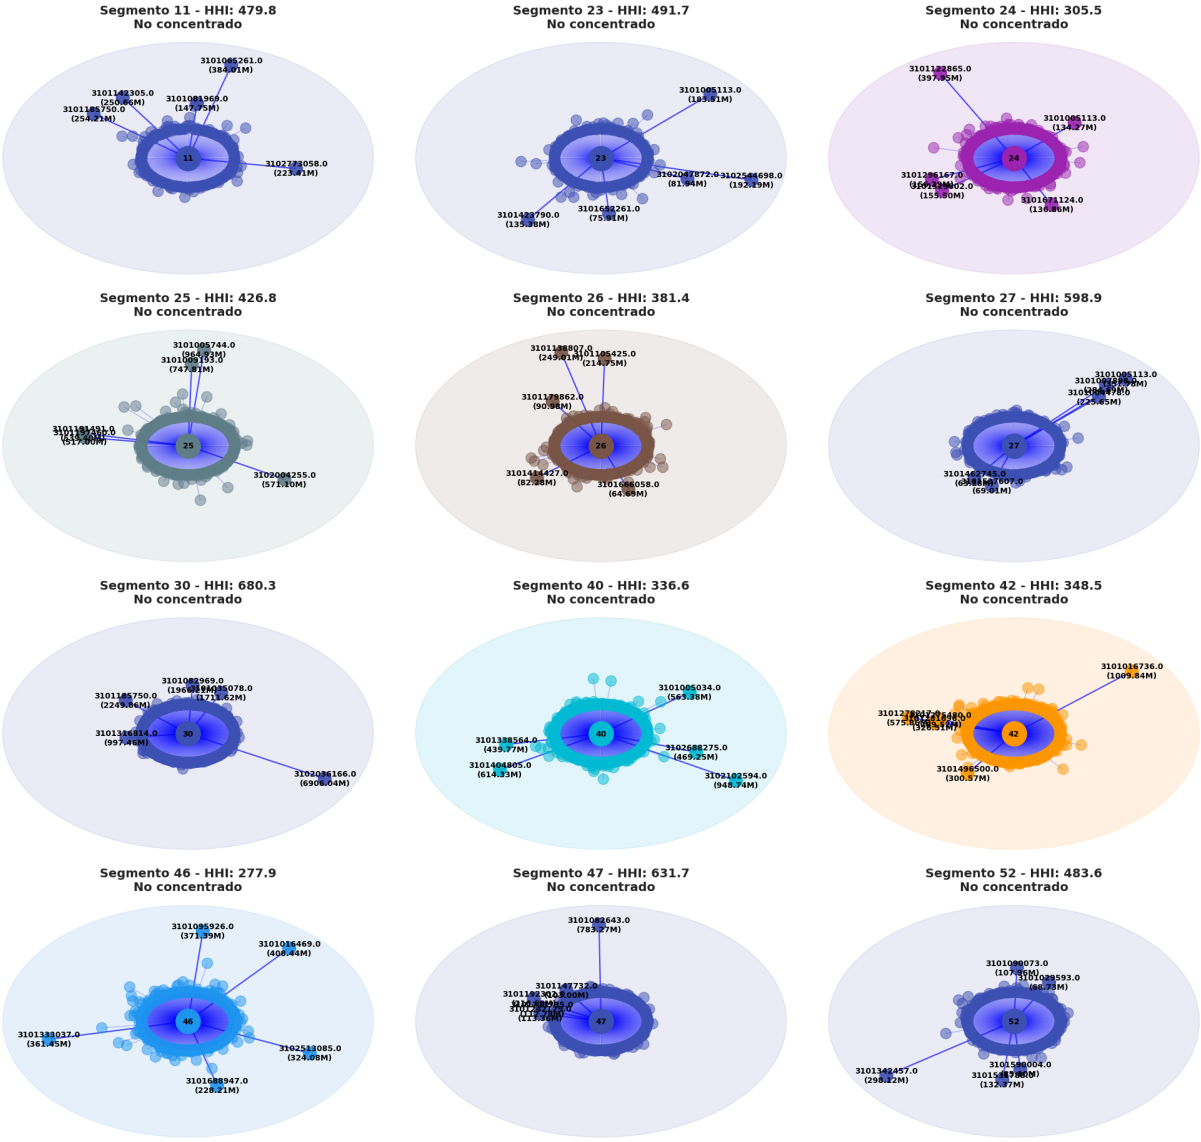 Segmento 11 - HHI: 479.8
No concentrado
3101065261.0
(384.01M)
3101142305.0
(250.66M)
3101081969.0
(147.75M)
3101185750.0
(254.21M)
11
3102773058.0
(223.41M)
Segmento 23 - HHI: 491.7
No concentrado
3101005113.0
(183.51M)
23
3102047872.0
(81.94M)
3102544698.0
(192.19M)
3101652261.0
(75.91M)
3101423790.0
(135.38M)
Segmento 24 - HHI: 305.5
No concentrado
3101122865.0
(397.95M)
3101005113.0
(134.27M)
24
3101296167.0
(155.50M)
3101671124.0
(136.86M)
Segmento 25 - HHI: 426.8
No concentrado
3101005744.0
(964.93M)
3101009193.0
(747.81M)
25
(517.00M)
3102004255.0
(571.10M)
Segmento 26 - HHI: 381.4
No concentrado
3101138807.0
(249.01M)
3101105425.0
(214.75M)
3101179862.0
(90.98M)
26
3101414427.0
(82.28M)
3101666058.0
(64.69M)
Segmento 27 - HHI: 598.9
No concentrado
3101005113.0
(225.65M)
27
3101462745.0
(69.01M)
Segmento 30 - HHI: 680.3
No concentrado
3101082969.0
(1711.62M)
3101185750.0
(2249.86M)
3101316814.0
(997.46M)
30
3102036166.0
(6906.04M)
Segmento 40 - HHI: 336.6
No concentrado
3101005034.0
(563.38M)
40
3101338564.0
(439.77M)
3102688275.0
(469.25M)
3101404805.0
(614.33M)
3102102594.0
(948.74M)
Segmento 42 - HHI: 348.5
No concentrado
3101016736.0
(1009.84M)
42
(326.51M)
3101496500.0
(300.57M)
Segmento 46 - HHI: 277.9
No concentrado
3101095926.0
(371.39M)
3101016469.0
(408.44M)
46
3101333037.0
(361.45M)
3102513085.0
(324.08M)
3101688947.0
(228.21M)
Segmento 47 - HHI: 631.7
No concentrado
3101082643.0
(783.27M)
3101147732.0
47
(113.36M)
Segmento 52 - HHI: 483.6
No concentrado
3101090073.0
(107.96M)
3101029593.0
(68.73M)
52
3101590004.0
3101342457.0
(298.12M)
(132.37M)